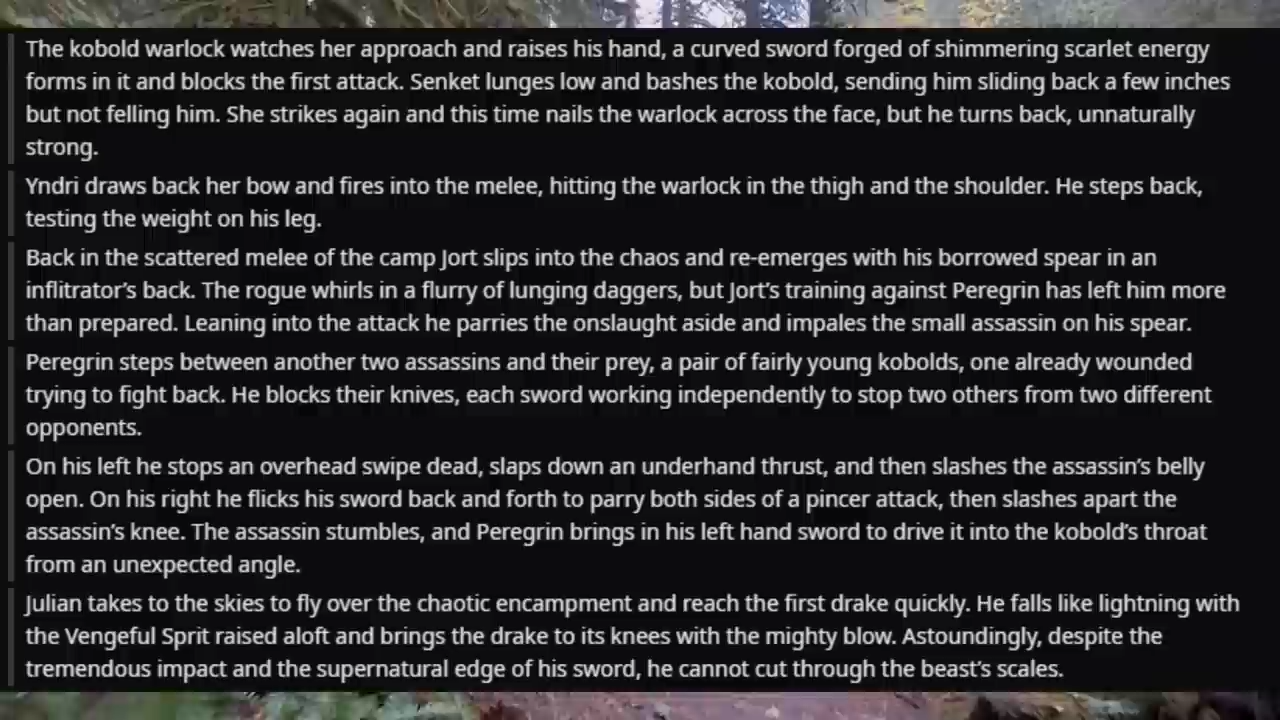 The kobold warlock watches her approach and raises his hand, a curved sword forged of shimmering scarlet energy
forms in it and blocks the first attack. Senket lunges low and bashes the kobold, sending him sliding back a few inches
but not felling him. She strikes again and this time nails the warlock across the face, but he turns back, unnaturally
strong.
Yndri draws back her bow and fires into the melee, hitting the warlock in the thigh and the shoulder. He steps back,
testing the weight on his leg.
Back in the scattered melee of the camp Jort slips into the chaos and re-emerges with his borrowed spear in an
inflitrator's back. The rogue whirls in a flurry of lunging daggers, but Jort's training against Peregrin has left him more
than prepared. Leaning into the attack he parries the onslaught aside and impales the small assassin on his spear.
Peregrin steps between another two assassins and their prey, a pair of fairly young kobolds, one already wounded
trying to fight back. He blocks their knives, each sword working independently to stop two others from two different
opponents.
On his left he stops an overhead swipe dead, slaps down an underhand thrust, and then slashes the assassin's belly
open. On his right he flicks his sword back and forth to parry both sides of a pincer attack, then slashes apart the
assassin's knee. The assassin stumbles, and Peregrin brings in his left hand sword to drive it into the kobold's throat
from an unexpected angle.
Julian takes to the skies to fly over the chaotic encampment and reach the first drake quickly. He falls like lightning with
the Vengeful Sprit raised aloft and brings the drake to its knees with the mighty blow. Astoundingly, despite the
tremendous impact and the supernatural edge of his sword, he cannot cut through the beast's scales.